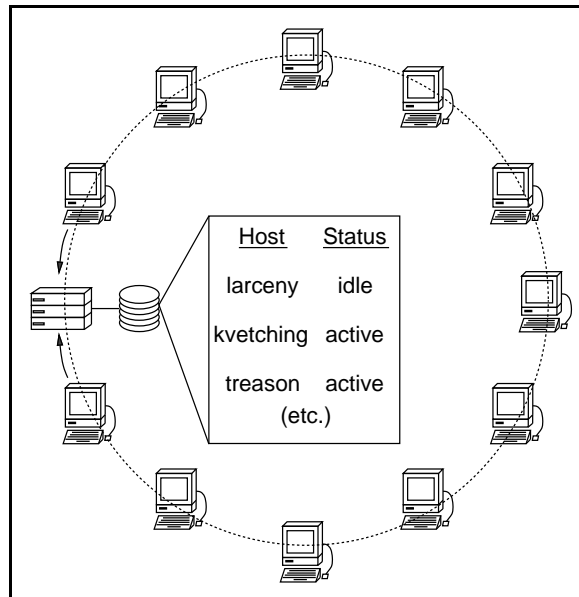 Host Status
larceny idle
kvetching active
treason active
(etc.)